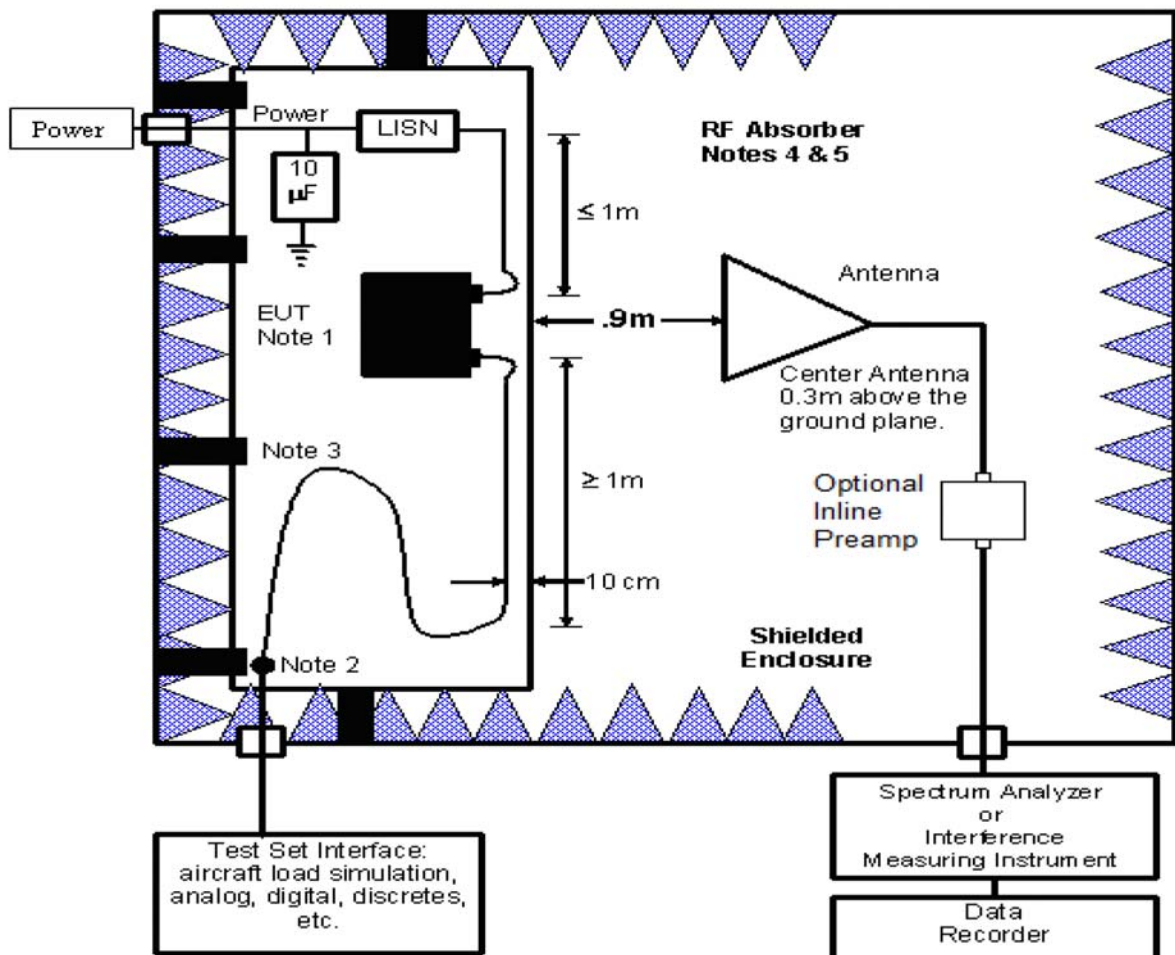 Power
Power
LISN
10
µF
≤ 1m
RF Absorber
Notes 4 & 5
EUT
Note 1
.9m
Antenna
Center Antenna
0.3m above the
ground plane.
Note 3
≥ 1m
Optional
Inline
Preamp
10 cm
Shielded
Enclosure
Note 2
Test Set Interface:
aircraft load simulation,
analog, digital, discretes,
etc.
Spectrum Analyzer
or
Interference
Measuring Instrument
Data
Recorder